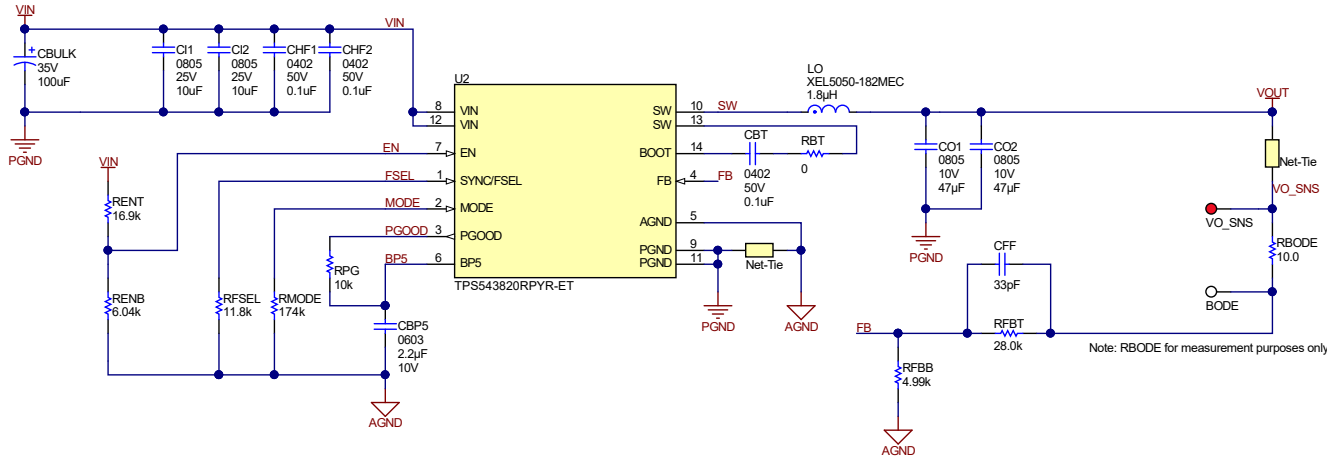 VIN
VIN
CBULK
35V
100uF
+
CI1
0805
25V
10uF
CI2
0805
25V
10uF
CHF1
0402
50V
0.1uF
CHF2
0402
50V
0.1uF
PGND
VIN
RENT
16.9k
RENB
6.04k
EN
FSEL
MODE
PGOOD
BP5
RFSEL
11.8k
RMODE
174k
RPG
10k
CBP5
0603
2.2µF
10V
AGND
U2
8
VIN
12
VIN
7
EN
1
SYNC/FSEL
2
MODE
3
PGOOD
6
BP5
SW
10
SW
13
BOOT
14
FB
4
AGND
5
PGND
9
PGND
11
TPS543820RPYR-ET
SW
LO
XEL5050-182MEC
1.8µH
CBT
0402
50V
0.1uF
RBT
0
FB
Net-Tie
PGND
AGND
CO1
0805
10V
47µF
CO2
0805
10V
47µF
PGND
VOUT
Net-Tie
VO_SNS
VO_SNS
RBODE
10.0
BODE
CFF
33pF
FB
RFBT
28.0k
Note: RBODE for measurement purposes only
RFBB
4.99k
AGND